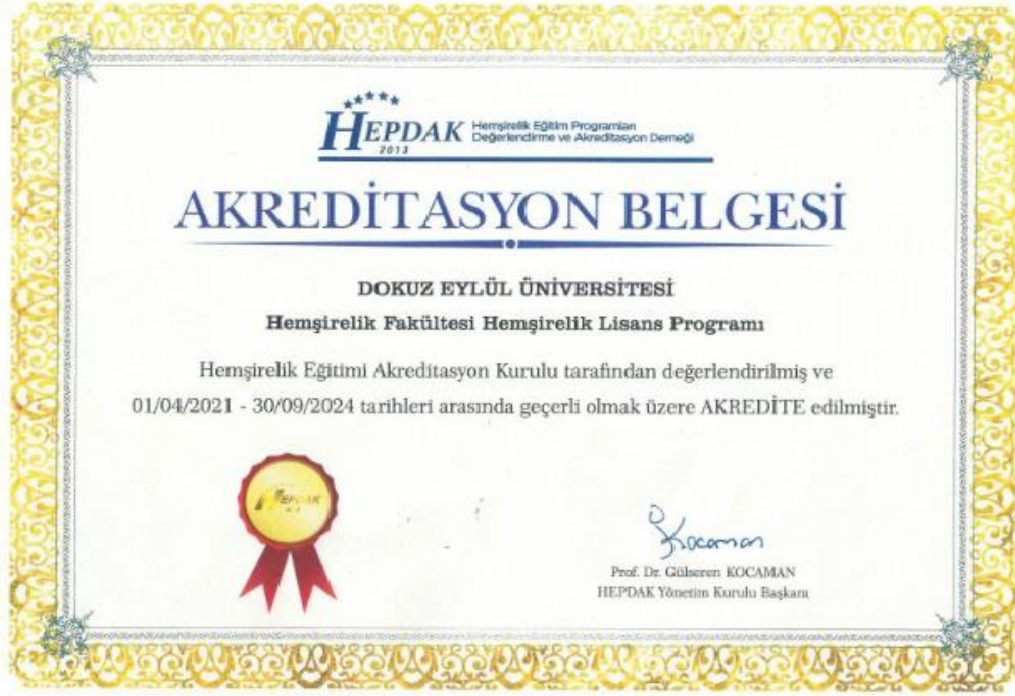 HEPDAK
2013
Hemşirelik Eğitim Programları
Değerlendirme ve Akreditasyon Derneği
AKREDİTASYON BELGESİ
DOKUZ EYLÜL ÜNİVERSİTESİ
Hemşirelik Fakültesi Hemşirelik Lisans Programı
Hemşirelik Eğitimi Akreditasyon Kurulu tarafından değerlendirilmiş ve
01/04/2021 - 30/09/2024 tarihleri arasında geçerli olmak üzere AKREDİTE edilmiştir.
HEPDAK
Kocaman
Prof. Dr. Gülseren KOCAMAN
HEPDAK Yönetim Kurulu Başkanı